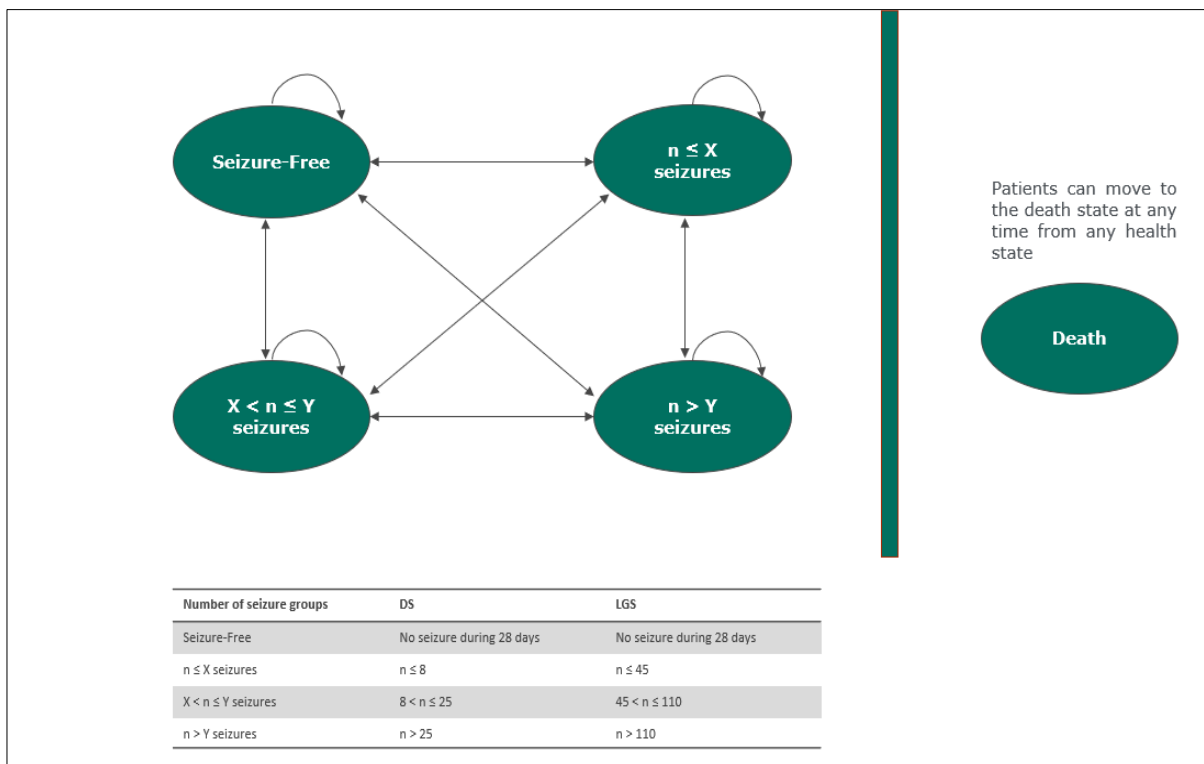 Seizure-Free
n ≤ X
seizures
X < n ≤ Y
seizures
n > Y
seizures
Patients can move to
the death state at any
time from any health
state
Death
Number of seizure groups DS LGS
Seizure-Free No seizure during 28 days No seizure during 28 days
n ≤ X seizures n ≤ 8 n ≤ 45
X < n ≤ Y seizures 8 < n ≤ 25 45 < n ≤ 110
n > Y seizures n > 25 n > 110